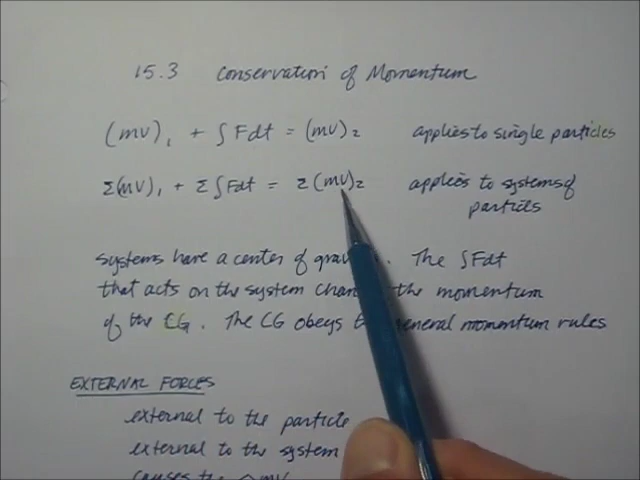 15.3 Conservation of Momentum
(mv)₁ + ∫Fdt = (mv)₂ applies to single particles
Σ(mv)₁ + Σ∫Fdt = Σ(mv)₂ applies to systems of
particles
systems have a center of grav The ∫Fdt
that acts on the system chan the momentum
of the CG. The CG obeys general momentum rules
EXTERNAL FORCES
external to the particle
external to the system
causes the mv